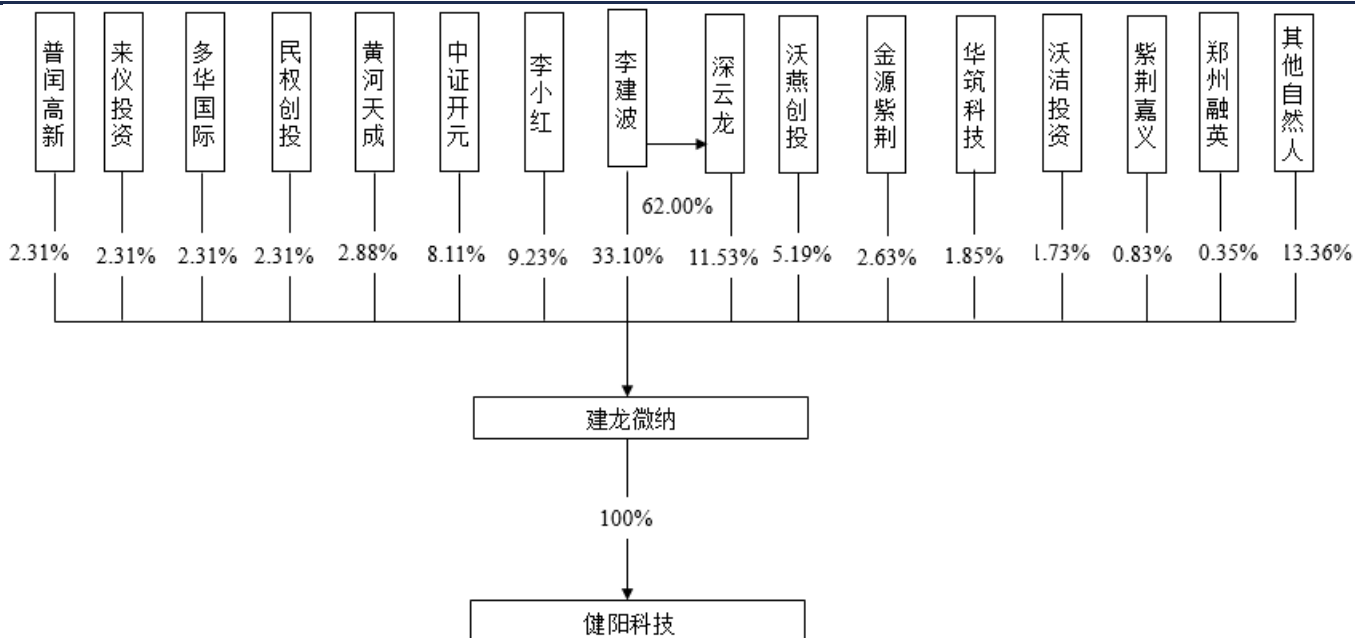 普闰高新
来仪投资
多华国际
民权创投
黄河天成
中证开元
李小红
李建波
深云龙
沃燕创投
金源紫荆
华筑科技
沃洁投资
紫荆嘉义
郑州融英
其他自然人
62.00%
2.31%
2.31%
2.31%
2.31%
2.88%
8.11%
9.23%
33.10%
11.53%
5.19%
2.63%
1.85%
1.73%
0.83%
0.35%
13.36%
建龙微纳
100%
健阳科技